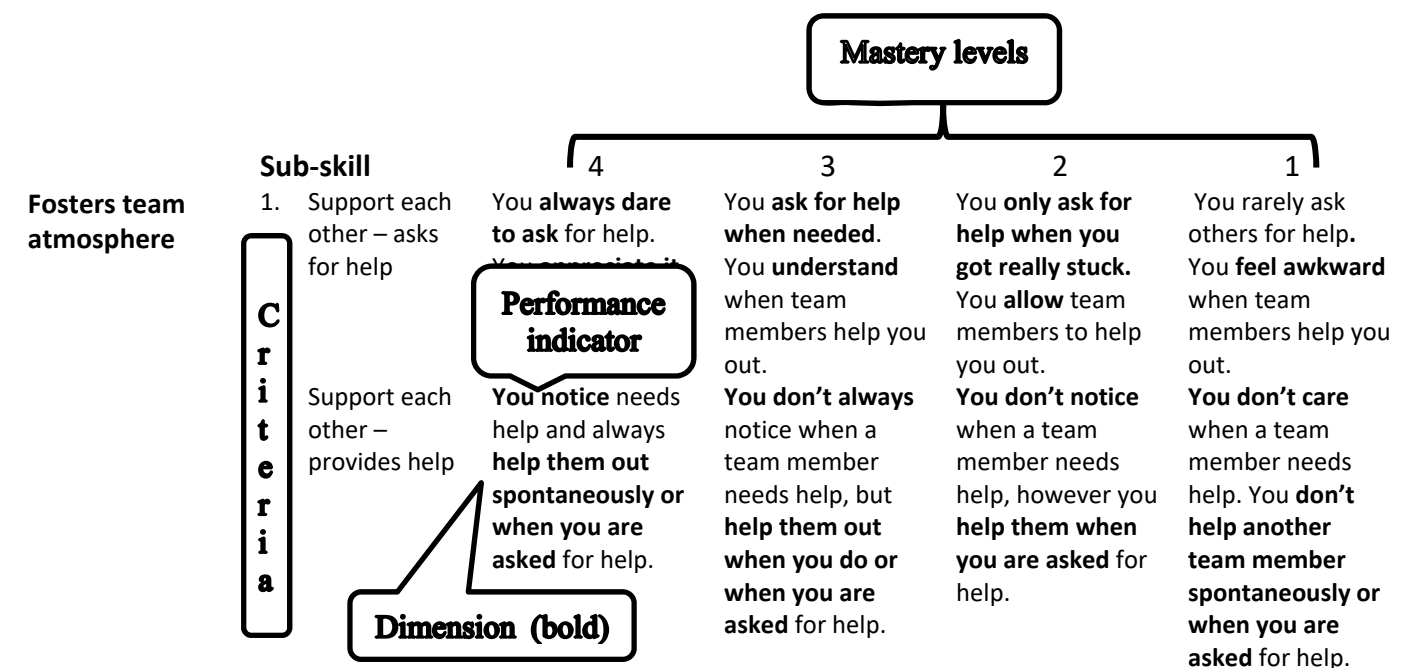 Mastery levels
Sub-skill
4
3
2
1
Fosters team
atmosphere
1. Support each
other – asks
for help
You always dare
to ask for help.
You appreciate it
You ask for help
when needed.
You understand
when team
members help you
out.
You only ask for
help when you
got really stuck.
You allow team
members to help
you out.
You rarely ask
others for help.
You feel awkward
when team
members help you
out.
Performance
indicator
Criteria
Support each
other –
provides help
You notice needs
help and always
help them out
spontaneously or
when you are
asked for help.
You don’t always
notice when a
team member
needs help, but
help them out
when you do or
when you are
asked for help.
You don’t notice
when a team
member needs
help, however you
help them when
you are asked for
help.
You don’t care
when a team
member needs
help. You don’t
help another
team member
spontaneously or
when you are
asked for help.
Dimension (bold)